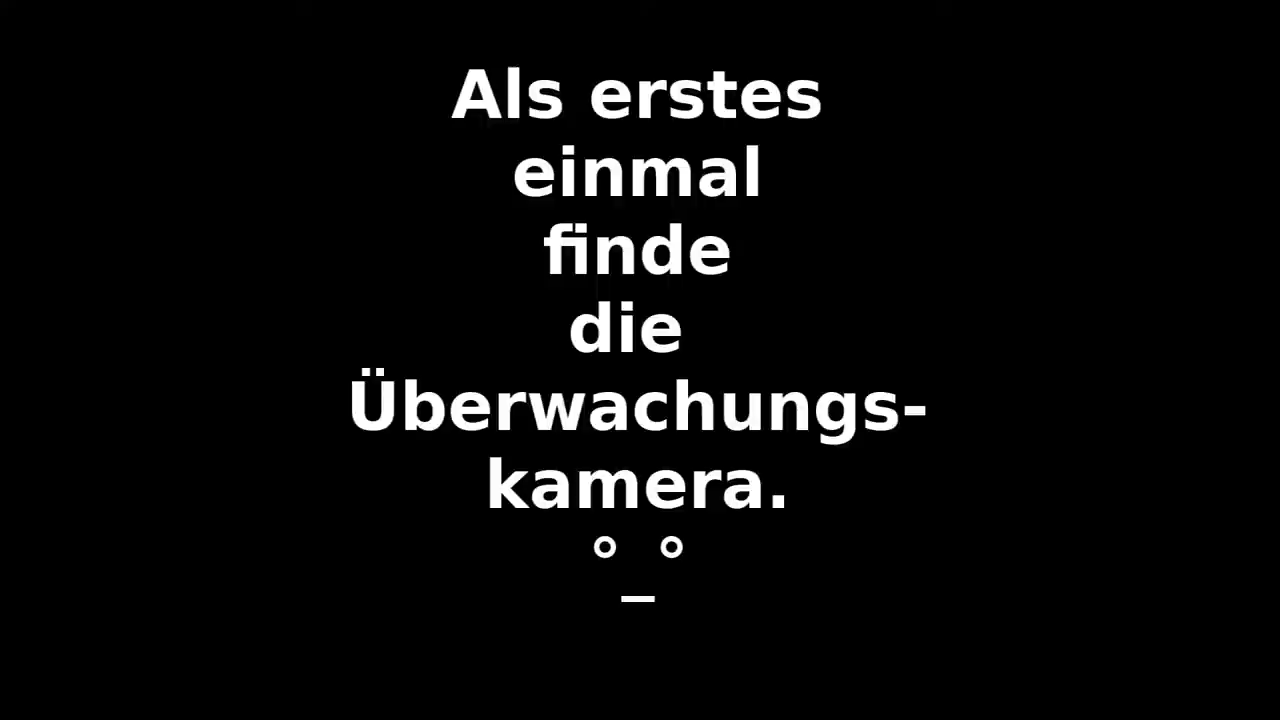 Als erstes
einmal
finde
die
Überwachungs-
kamera.
°_°